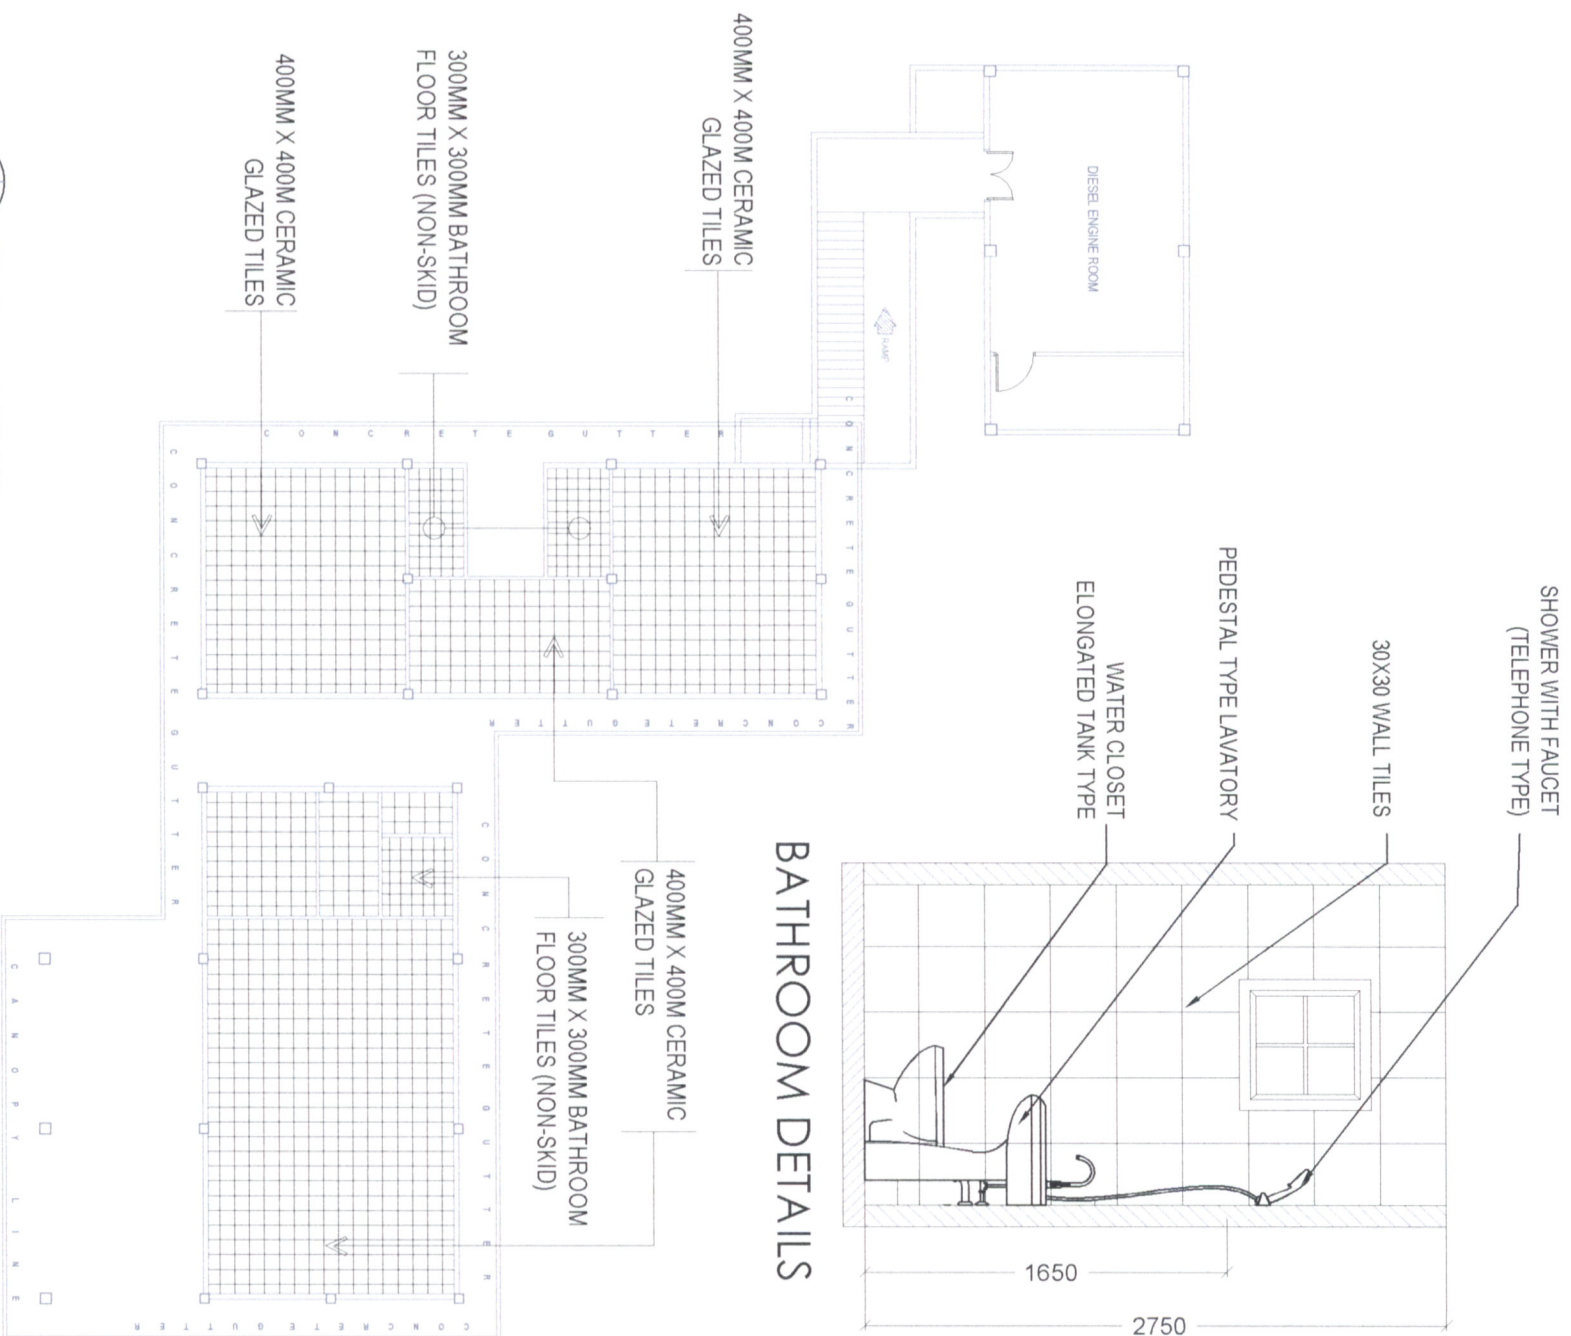 SHOWER WITH FAUCET
(TELEPHONE TYPE)
30X30 WALL TILES
PEDESTAL TYPE LAVATORY
WATER CLOSET
ELONGATED TANK TYPE
1650
2750
BATHROOM DETAILS
DIESEL ENGINE ROOM
RAMP
400MM X 400M CERAMIC
GLAZED TILES
300MM X 300MM BATHROOM
FLOOR TILES (NON-SKID)
400MM X 400M CERAMIC
GLAZED TILES
400MM X 400M CERAMIC
GLAZED TILES
300MM X 300MM BATHROOM
FLOOR TILES (NON-SKID)
CONCRETE GUTTER
CONCRETE GUTTER
CONCRETE GUTTER
CONCRETE GUTTER
CONCRETE GUTTER
CONCRETE GUTTER
CANOPY LINE